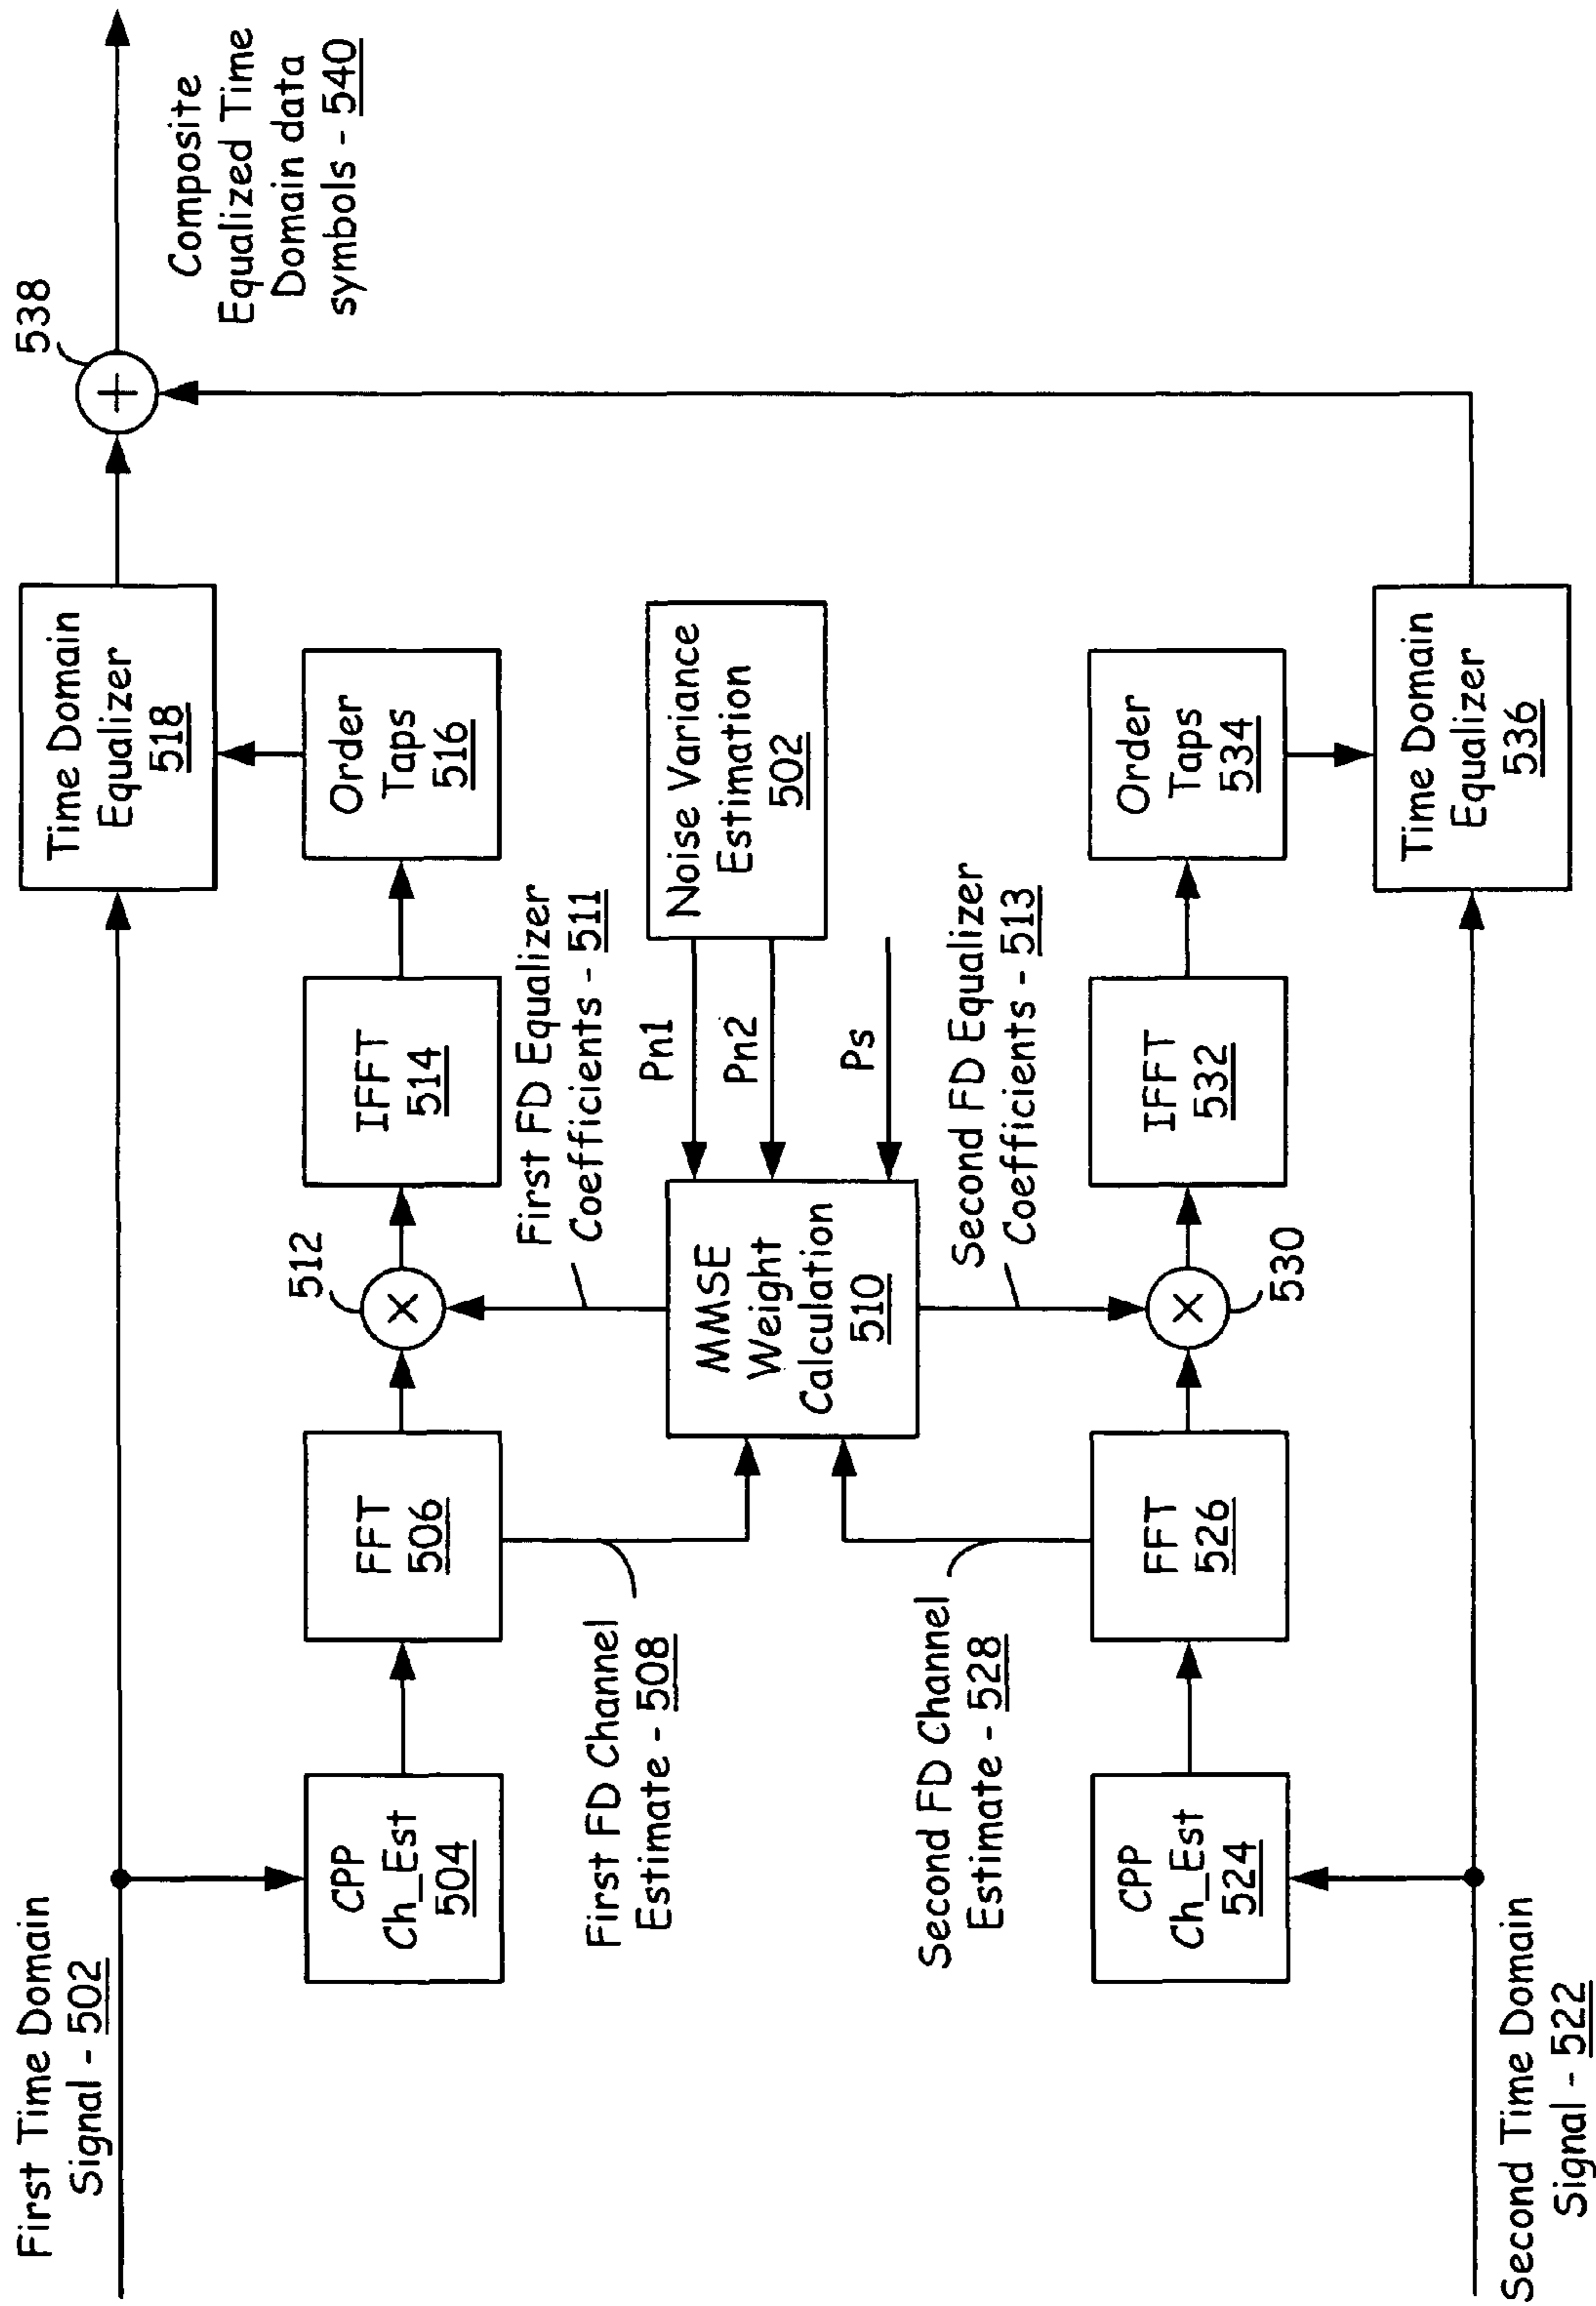 First Time Domain
Signal - 502
CPP
Ch_Est
504
FFT
506
512
×
IFFT
514
Order
Taps
516
Time Domain
Equalizer
518
538
+
Composite
Equalized Time
Domain data
symbols - 540
First FD Channel
Estimate - 508
First FD Equalizer
Coefficients - 511
MMSE
Weight
Calculation
510
Pn1
Pn2
Ps
Noise Variance
Estimation
502
Second FD Channel
Estimate - 528
Second FD Equalizer
Coefficients - 513
CPP
Ch_Est
524
FFT
526
×
530
IFFT
532
Order
Taps
534
Time Domain
Equalizer
536
Second Time Domain
Signal - 522